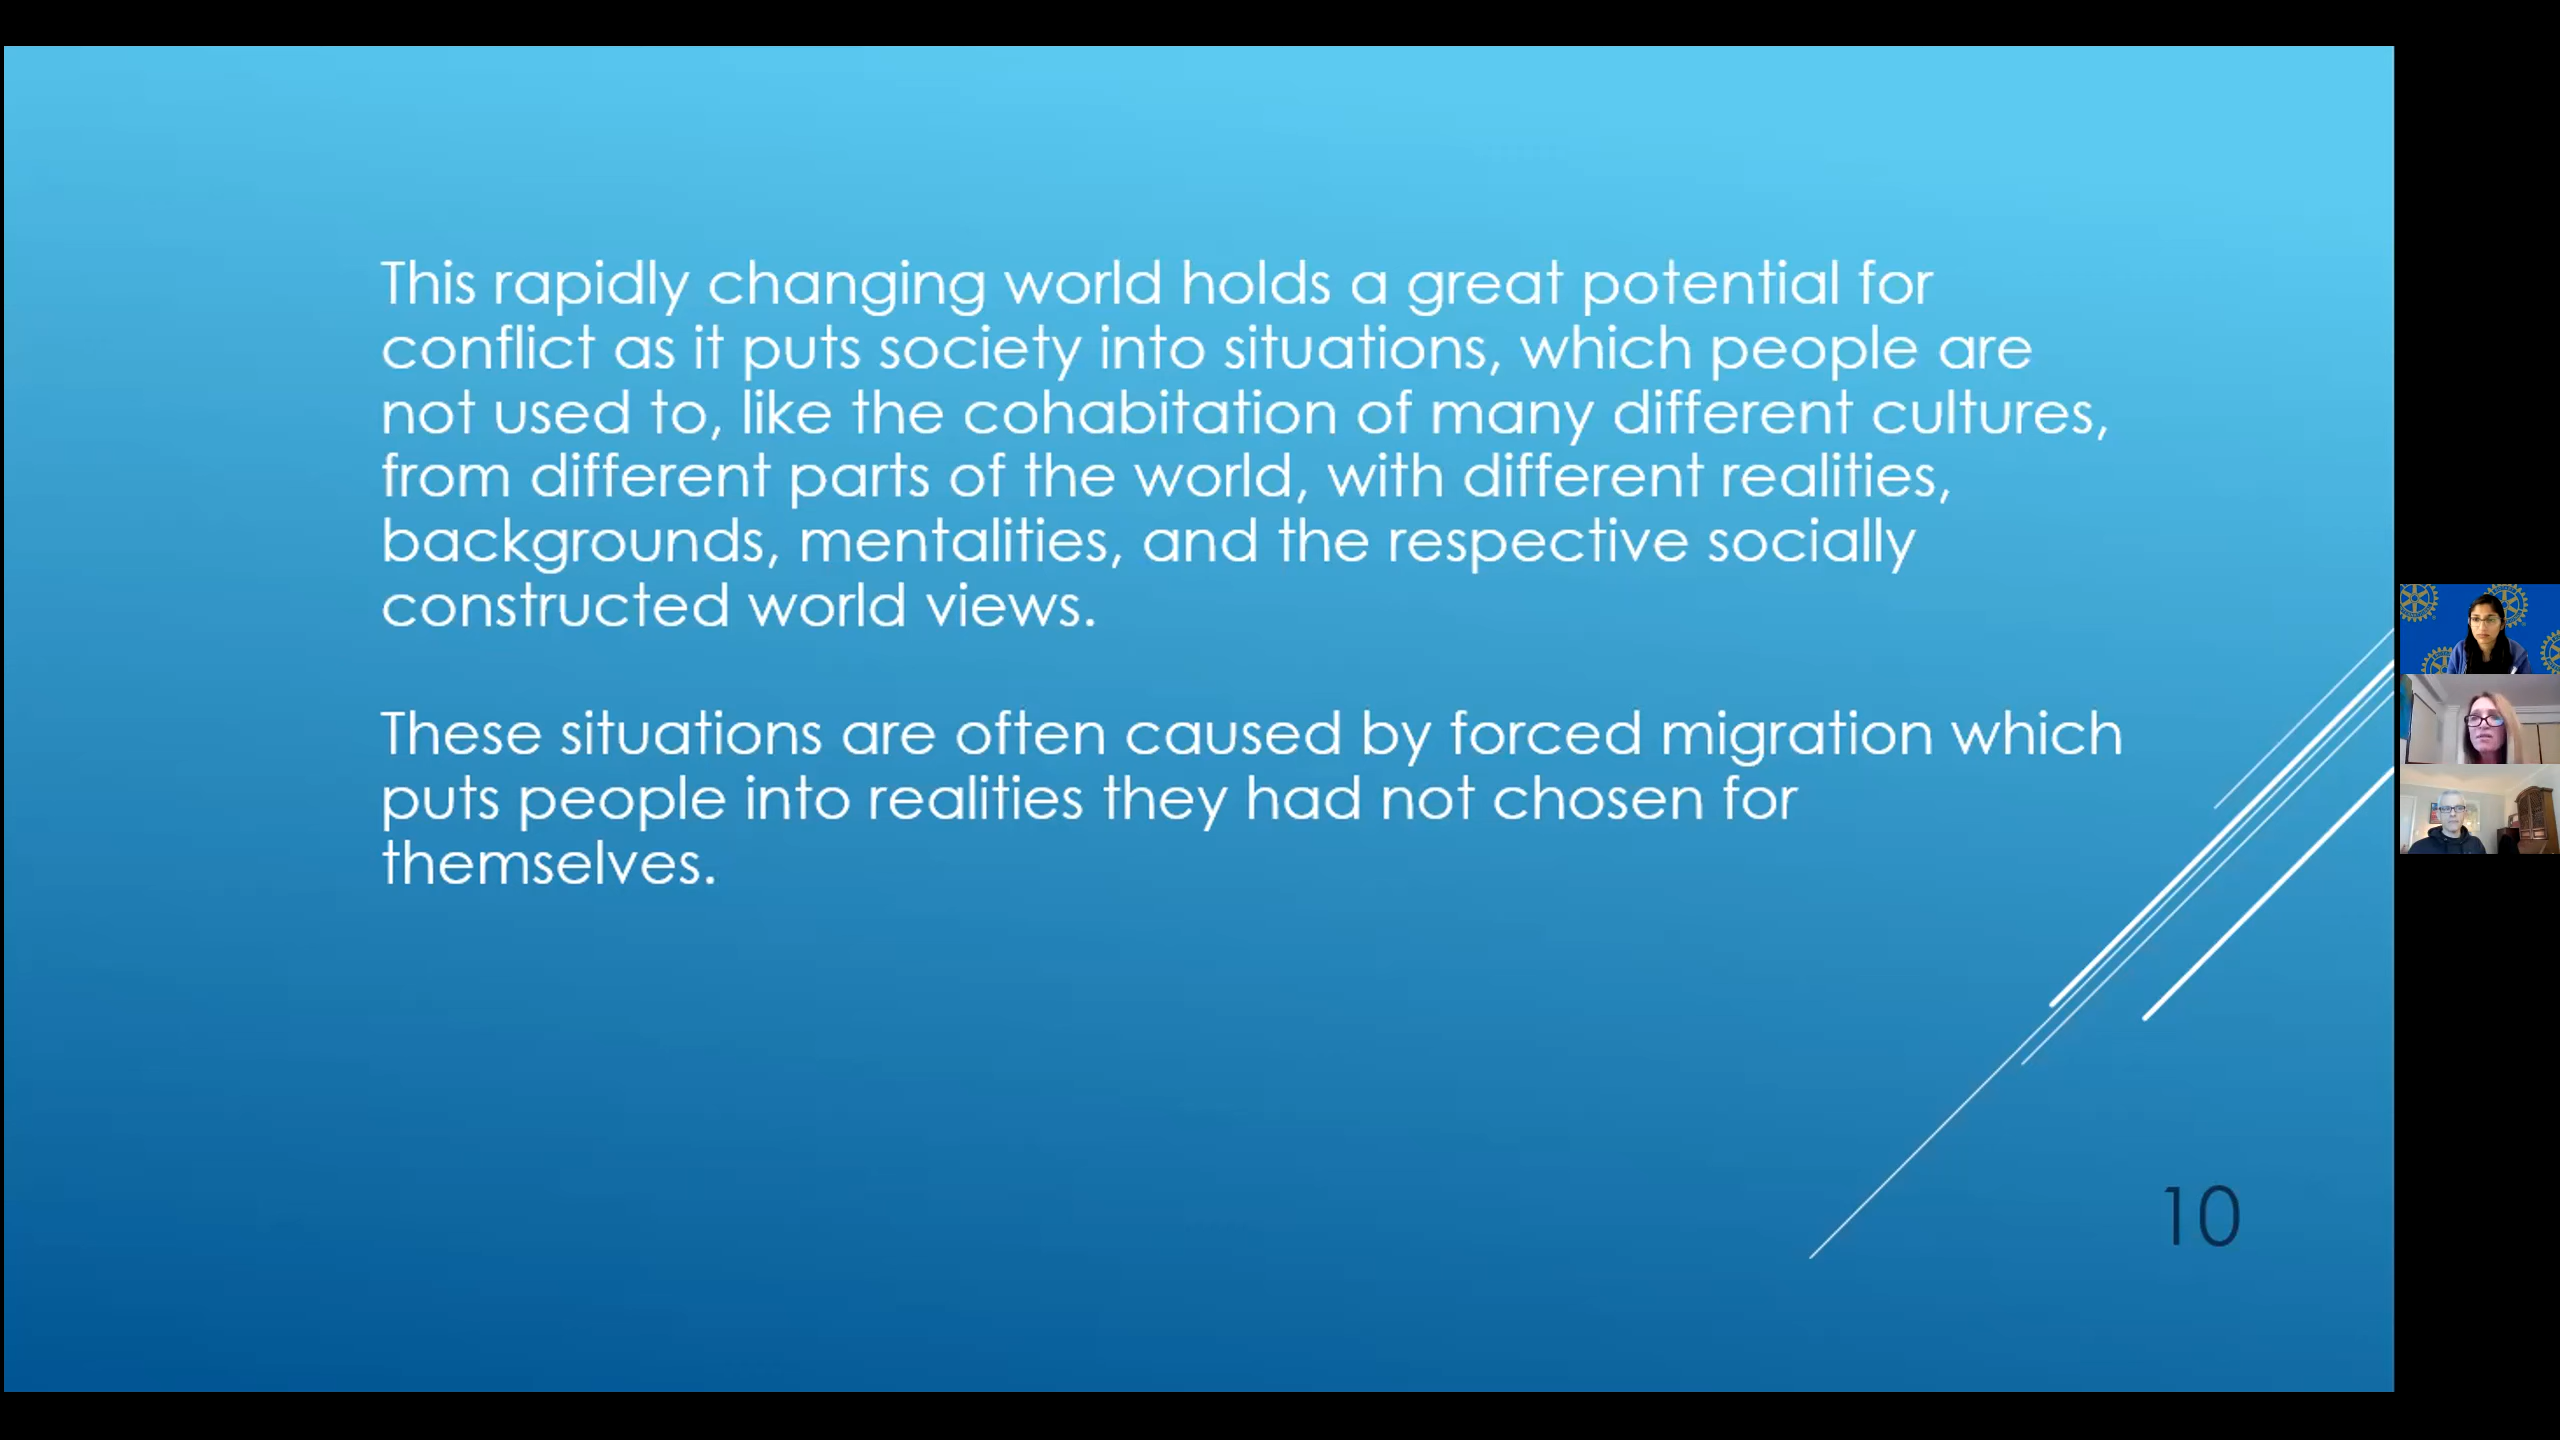 This rapidly changing world holds a great potential for
conflict as it puts society into situations, which people are
not used to, like the cohabitation of many different cultures,
from different parts of the world, with different realities,
backgrounds, mentalities, and the respective socially
constructed world views.
These situations are often caused by forced migration which
puts people into realities they had not chosen for
themselves.
10